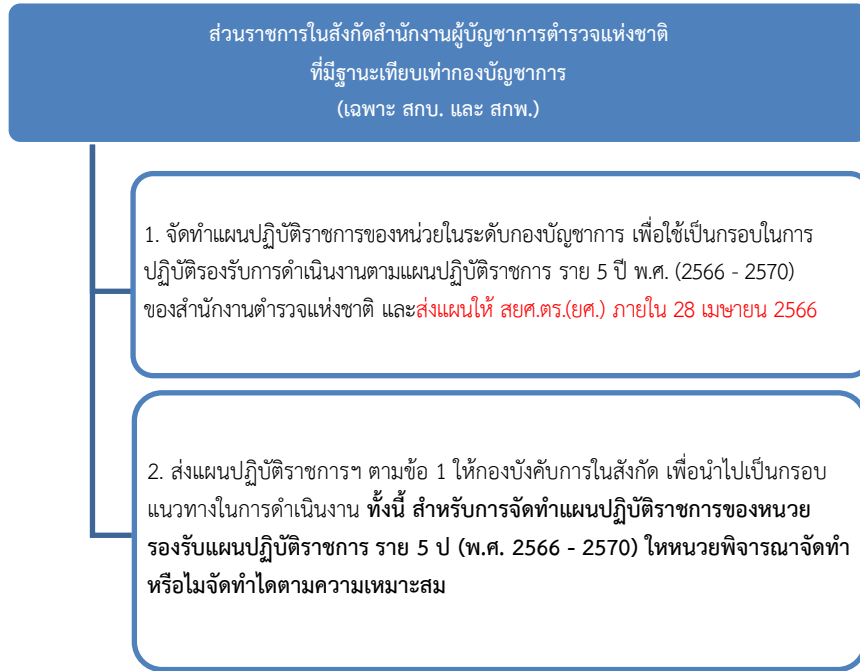 ส่วนราชการในสังกัดสำนักงานผู้บัญชาการตำรวจแห่งชาติ
ที่มีฐานะเทียบเท่ากองบัญชาการ
(เฉพาะ สกบ. และ สกพ.)
1. จัดทำแผนปฏิบัติราชการของหน่วยในระดับกองบัญชาการ เพื่อใช้เป็นกรอบในการ
ปฏิบัติรองรับการดำเนินงานตามแผนปฏิบัติราชการ ราย 5 ปี พ.ศ. (2566 - 2570)
ของสำนักงานตำรวจแห่งชาติ และส่งแผนให้ สยศ.ตร.(ยศ.) ภายใน 28 เมษายน 2566
2. ส่งแผนปฏิบัติราชการฯ ตามข้อ 1 ให้กองบังคับการในสังกัด เพื่อนำไปเป็นกรอบ
แนวทางในการดำเนินงาน ทั้งนี้ สำหรับการจัดทำแผนปฏิบัติราชการของหนวย
รองรับแผนปฏิบัติราชการ ราย 5 ป (พ.ศ. 2566 - 2570) ใหหนวยพิจารณาจัดทำ
หรือไมจัดทำไดตามความเหมาะสม